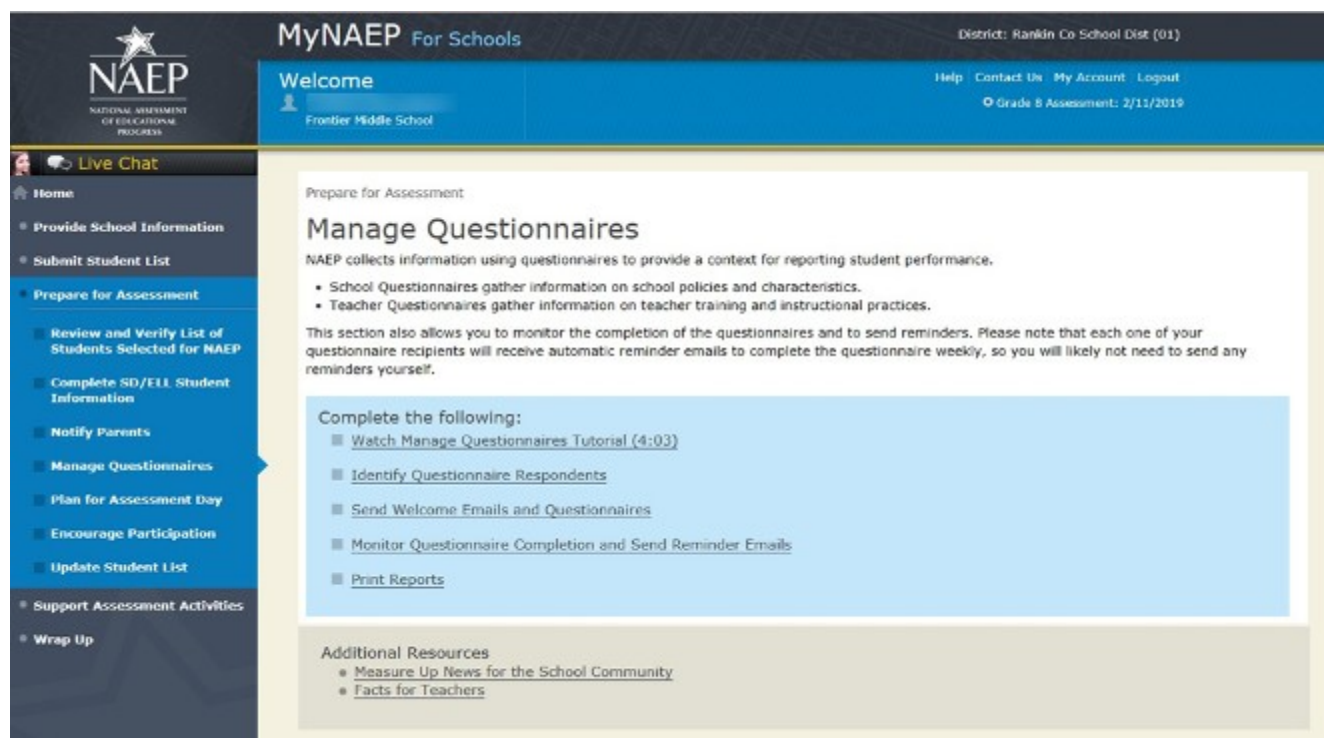 NAEP
NATIONAL ASSESSMENT
OF EDUCATIONAL
PROGRESS
MyNAEP For Schools
District: Rankin Co School Dist (01)
Welcome
Frontier Middle School
Help Contact Us My Account Logout
Grade 8 Assessment: 2/11/2019
Live Chat
Home
Provide School Information
Submit Student List
Prepare for Assessment
Review and Verify List of
Students Selected for NAEP
Complete SD/ELL Student
Information
Notify Parents
Manage Questionnaires
Plan for Assessment Day
Encourage Participation
Update Student List
Support Assessment Activities
Wrap Up
Prepare for Assessment
Manage Questionnaires
NAEP collects information using questionnaires to provide a context for reporting student performance.
• School Questionnaires gather information on school policies and characteristics.
• Teacher Questionnaires gather information on teacher training and instructional practices.
This section also allows you to monitor the completion of the questionnaires and to send reminders. Please note that each one of your
questionnaire recipients will receive automatic reminder emails to complete the questionnaire weekly, so you will likely not need to send any
reminders yourself.
Complete the following:
Watch Manage Questionnaires Tutorial (4:03)
Identify Questionnaire Respondents
Send Welcome Emails and Questionnaires
Monitor Questionnaire Completion and Send Reminder Emails
Print Reports
Additional Resources
• Measure Up News for the School Community
• Facts for Teachers